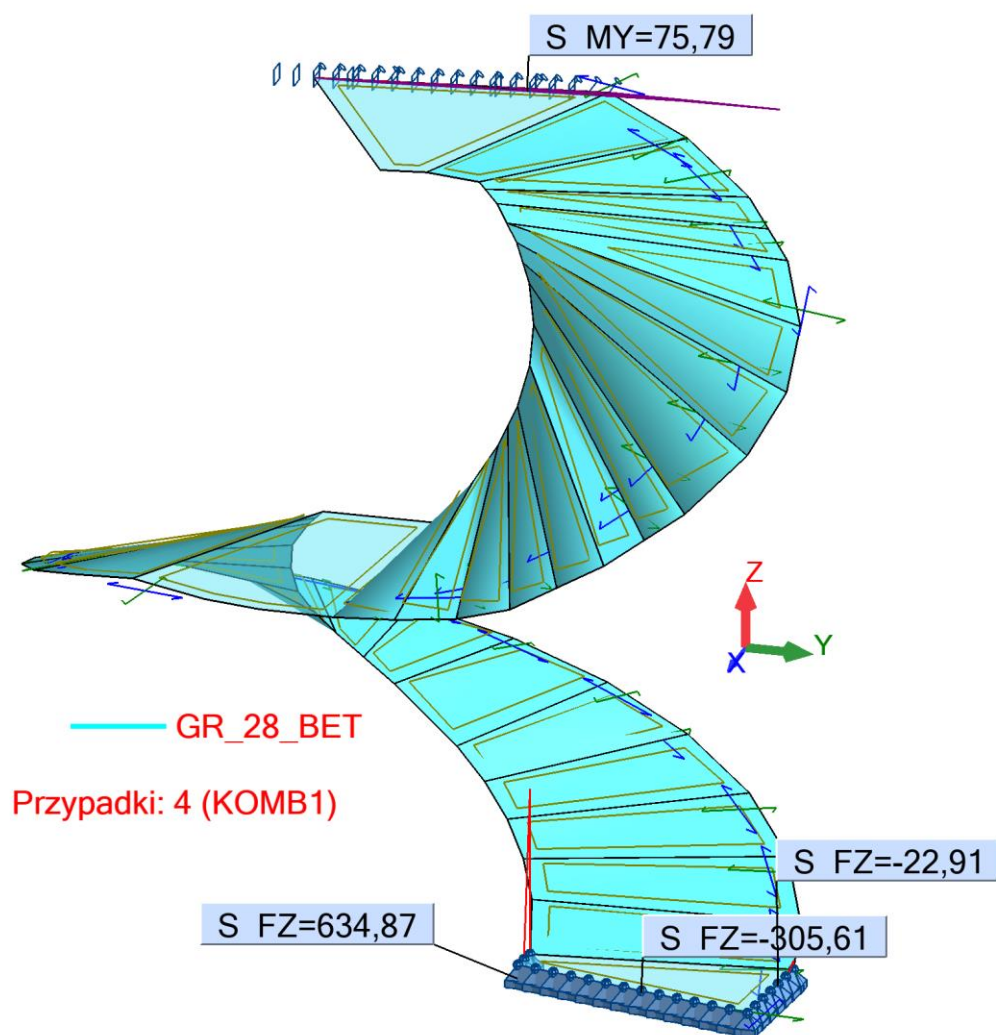 S MY=75,79
Z
Y
X
GR_28_BET
Przypadki: 4 (KOMB1)
S FZ=-22,91
S FZ=634,87
S FZ=-305,61